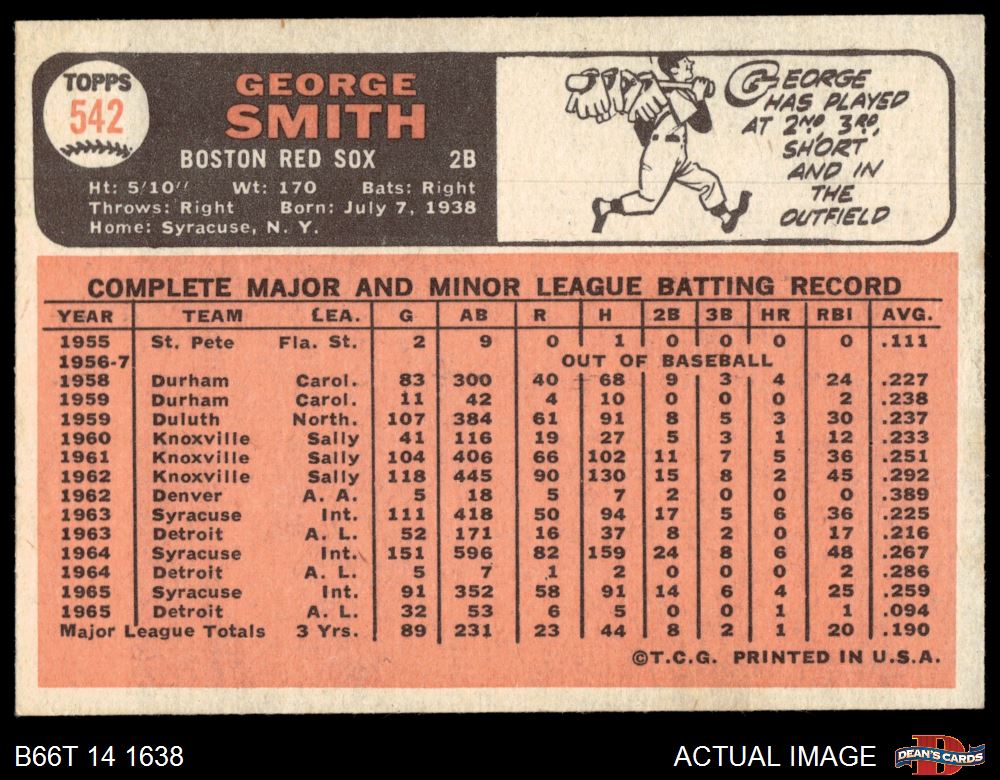 TOPPS
542
GEORGE
SMITH
BOSTON RED SOX 2B
Ht: 5/10" Wt: 170 Bats: Right
Throws: Right Born: July 7, 1938
Home: Syracuse, N. Y.
GEORGE
HAS PLAYED
AT 2ND, 3RD,
SHORT
AND IN
THE
OUTFIELD
COMPLETE MAJOR AND MINOR LEAGUE BATTING RECORD
YEAR TEAM LEA. G AB R H 2B 3B HR RBI AVG.
1955 St. Pete Fla. St. 2 9 0 1 0 0 0 0 .111
1956-7 OUT OF BASEBALL
1958 Durham Carol. 83 300 40 68 9 3 4 24 .227
1959 Durham Carol. 11 42 4 10 0 0 0 2 .238
1959 Duluth North. 107 384 61 91 8 5 3 30 .237
1960 Knoxville Sally 41 116 19 27 5 3 1 12 .233
1961 Knoxville Sally 104 406 66 102 11 7 5 36 .251
1962 Knoxville Sally 118 445 90 130 15 8 2 45 .292
1962 Denver A. A. 5 18 5 7 2 0 0 0 .389
1963 Syracuse Int. 111 418 50 94 17 5 6 36 .225
1963 Detroit A. L. 52 171 16 37 8 2 0 17 .216
1964 Syracuse Int. 151 596 82 159 24 8 6 48 .267
1964 Detroit A. L. 5 7 1 2 0 0 0 2 .286
1965 Syracuse Int. 91 352 58 91 14 6 4 25 .259
1965 Detroit A. L. 32 53 6 5 0 0 1 1 .094
Major League Totals 3 Yrs. 89 231 23 44 8 2 1 20 .190
©T.C.G. PRINTED IN U.S.A.
B66T 14 1638
ACTUAL IMAGE
DEAN'S CARDS